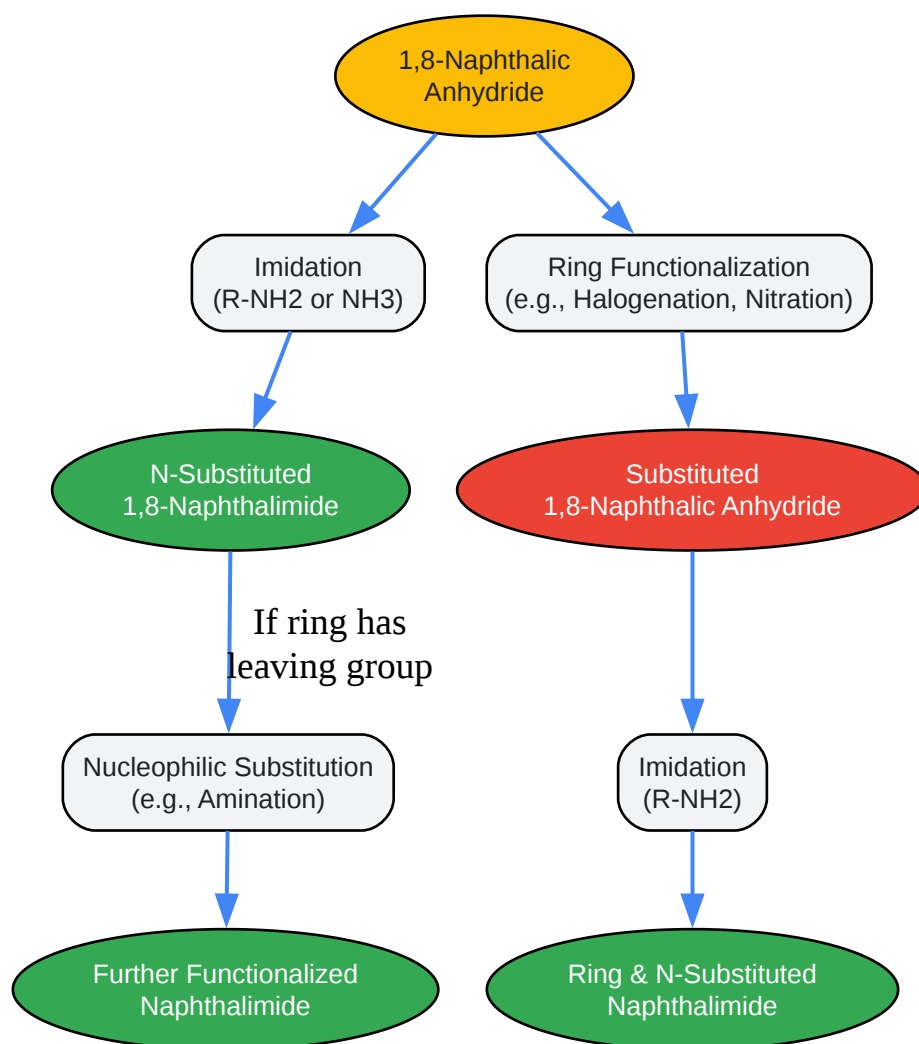 1,8-Naphthalic
Anhydride
Imidation
(R-NH2 or NH3)
Ring Functionalization
(e.g., Halogenation, Nitration)
N-Substituted
1,8-Naphthalimide
Substituted
1,8-Naphthalic Anhydride
If ring has
leaving group
Nucleophilic Substitution
(e.g., Amination)
Imidation
(R-NH2)
Further Functionalized
Naphthalimide
Ring & N-Substituted
Naphthalimide